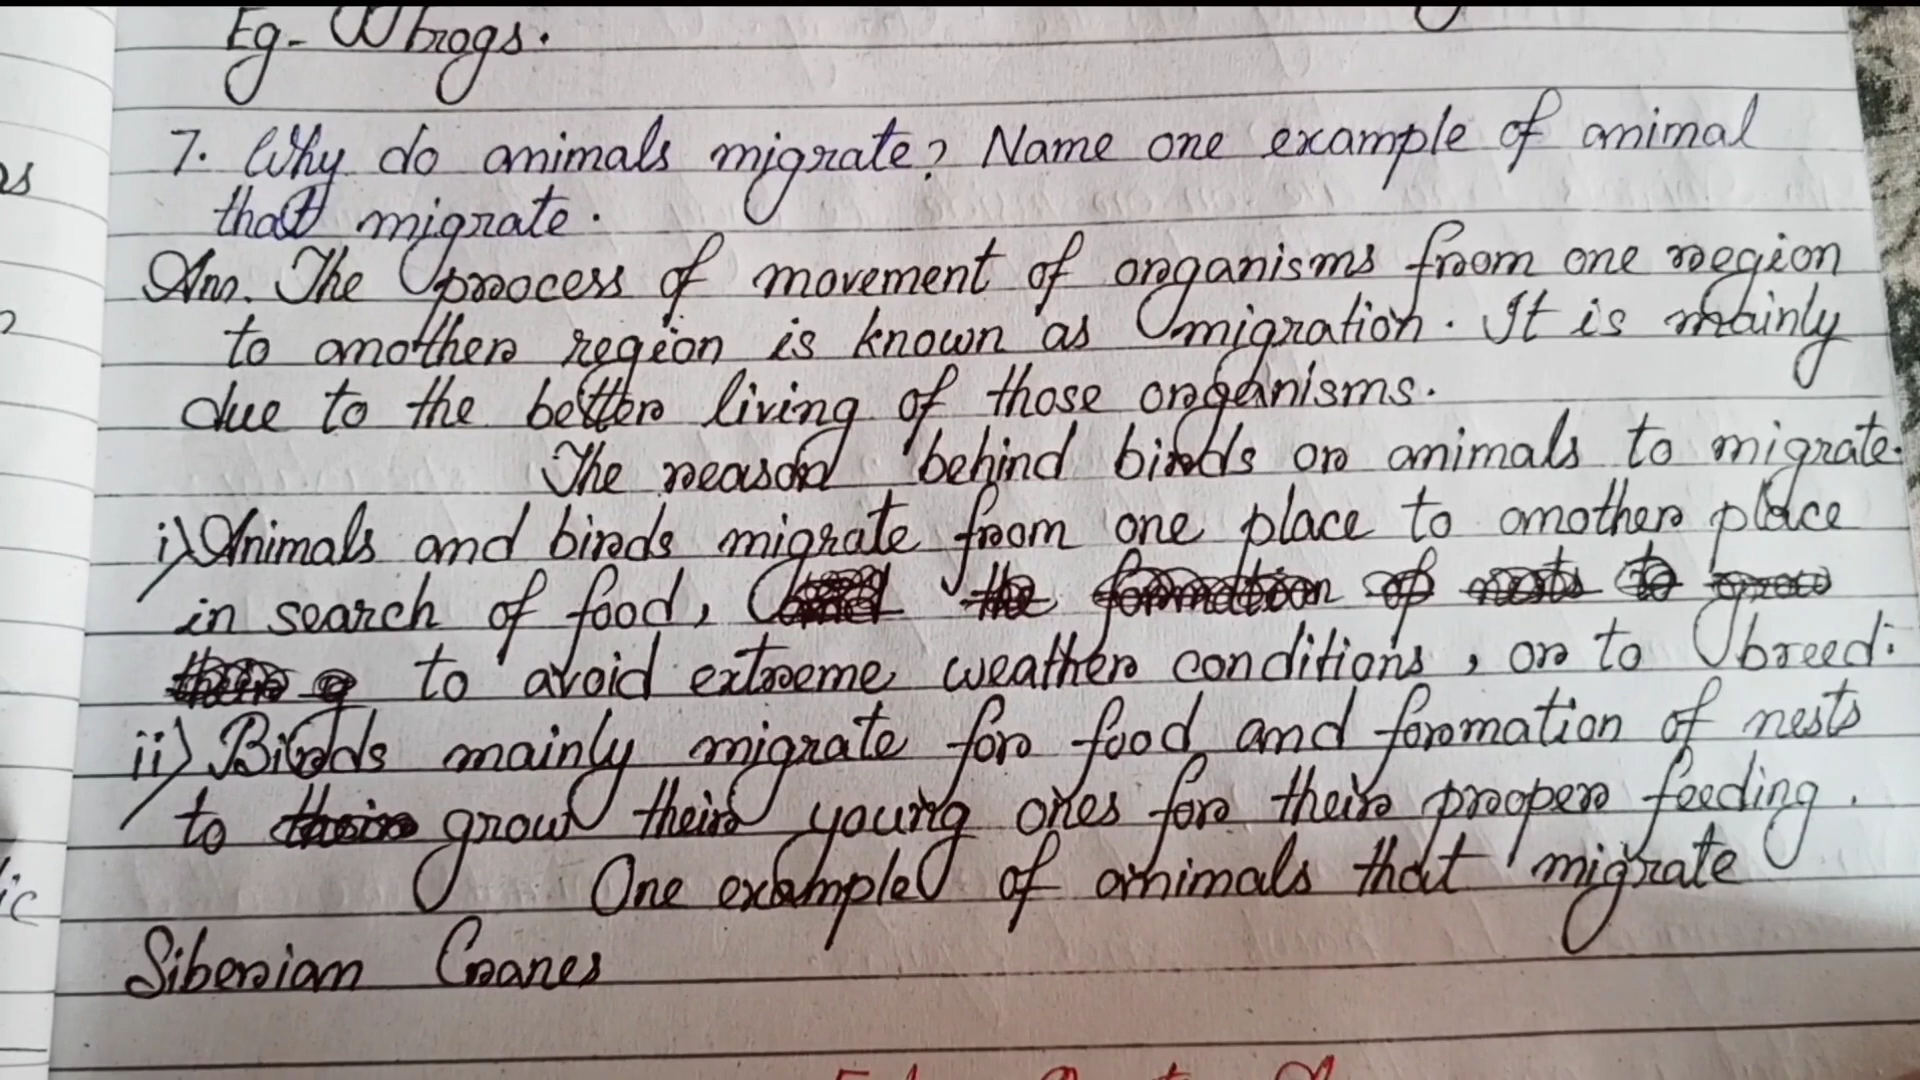 Eg- frogs.
7. Why do animals migrate? Name one example of animal
that migrate.
Ans. The process of movement of organisms from one region
to another region is known as migration. It is mainly
due to the better living of those organisms.
The reason behind birds or animals to migrate.
i) Animals and birds migrate from one place to another place
in search of food,
to avoid extreme weather conditions, or to breed.
ii) Birds mainly migrate for food and formation of nests
to grow their young ones for their proper feeding.
One example of animals that migrate
Siberian Cranes